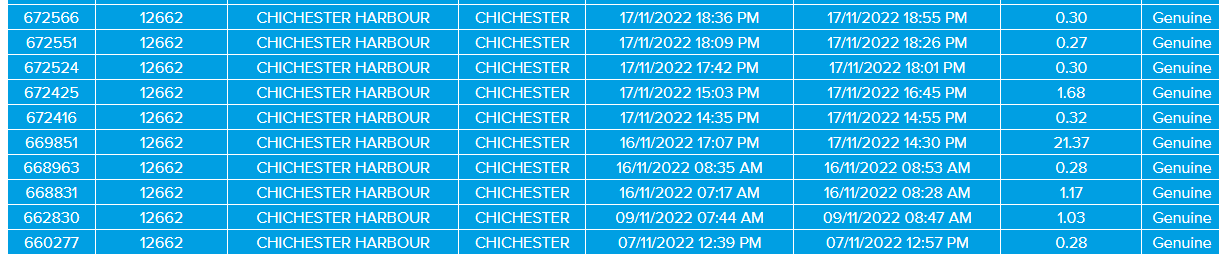 672566 12662 CHICHESTER HARBOUR CHICHESTER 17/11/2022 18:36 PM 17/11/2022 18:55 PM 0.30 Genuine
672551 12662 CHICHESTER HARBOUR CHICHESTER 17/11/2022 18:09 PM 17/11/2022 18:26 PM 0.27 Genuine
672524 12662 CHICHESTER HARBOUR CHICHESTER 17/11/2022 17:42 PM 17/11/2022 18:01 PM 0.30 Genuine
672425 12662 CHICHESTER HARBOUR CHICHESTER 17/11/2022 15:03 PM 17/11/2022 16:45 PM 1.68 Genuine
672416 12662 CHICHESTER HARBOUR CHICHESTER 17/11/2022 14:35 PM 17/11/2022 14:55 PM 0.32 Genuine
669851 12662 CHICHESTER HARBOUR CHICHESTER 16/11/2022 17:07 PM 17/11/2022 14:30 PM 21.37 Genuine
668963 12662 CHICHESTER HARBOUR CHICHESTER 16/11/2022 08:35 AM 16/11/2022 08:53 AM 0.28 Genuine
668831 12662 CHICHESTER HARBOUR CHICHESTER 16/11/2022 07:17 AM 16/11/2022 08:28 AM 1.17 Genuine
662830 12662 CHICHESTER HARBOUR CHICHESTER 09/11/2022 07:44 AM 09/11/2022 08:47 AM 1.03 Genuine
660277 12662 CHICHESTER HARBOUR CHICHESTER 07/11/2022 12:39 PM 07/11/2022 12:57 PM 0.28 Genuine